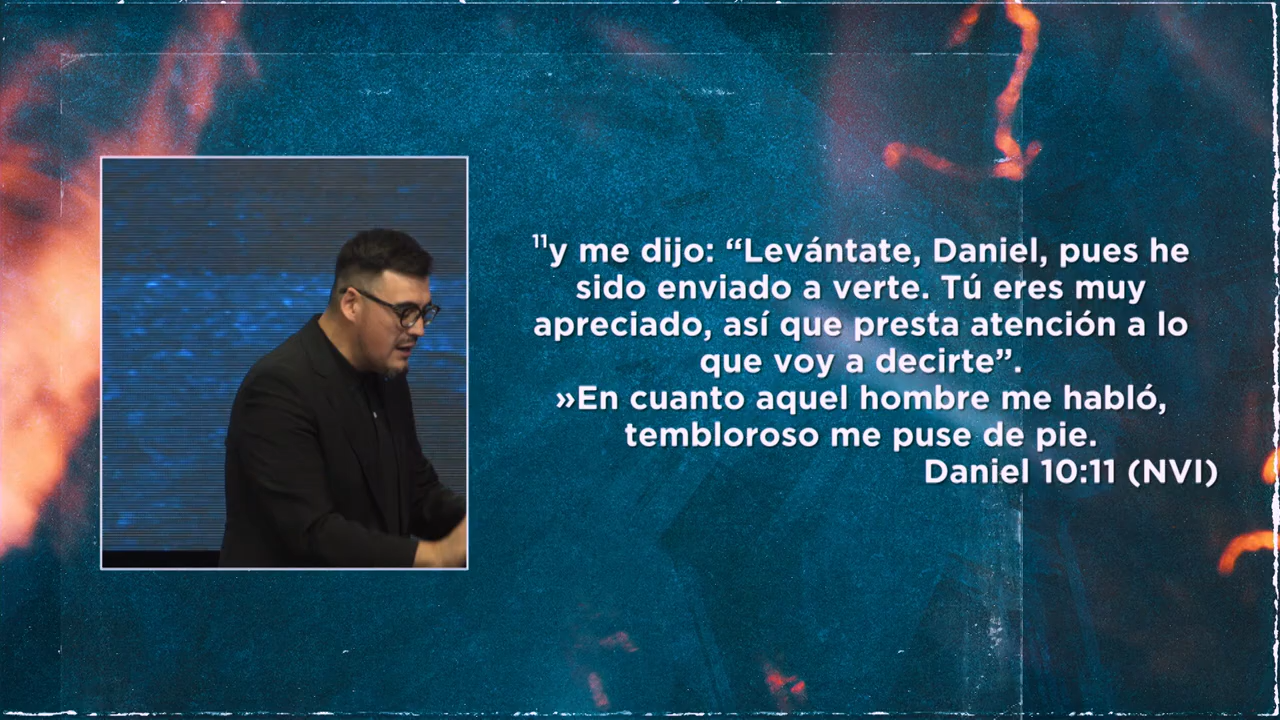 ¹¹y me dijo: “Levántate, Daniel, pues he
sido enviado a verte. Tú eres muy
apreciado, así que presta atención a lo
que voy a decirte”.
»En cuanto aquel hombre me habló,
tembloroso me puse de pie.
Daniel 10:11 (NVI)